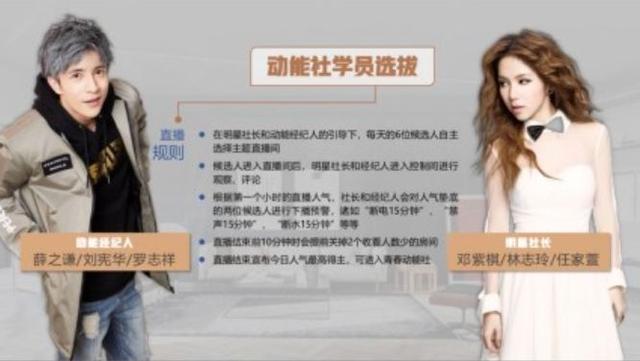 动能社学员选拔
直播
规则
在明星社长和动能经纪人的引导下，每天的6位候选人自主
选择主题直播间
候选人进入直播间后，明星社长和经纪人进入控制间进行
观察、评论
根据第一个小时的直播人气，社长和经纪人会对人气垫底
的两位候选人进行下播预警，诸如“断电15分钟”、“禁
声15分钟”、“断水15分钟”等等
直播结束前10分钟时会提前关掉2个收看人数少的房间
直播结束宣布今日人气最高得主，可进入青春动能社
动能经纪人
薛之谦/刘宪华/罗志祥
明星社长
邓紫棋/林志玲/任家萱